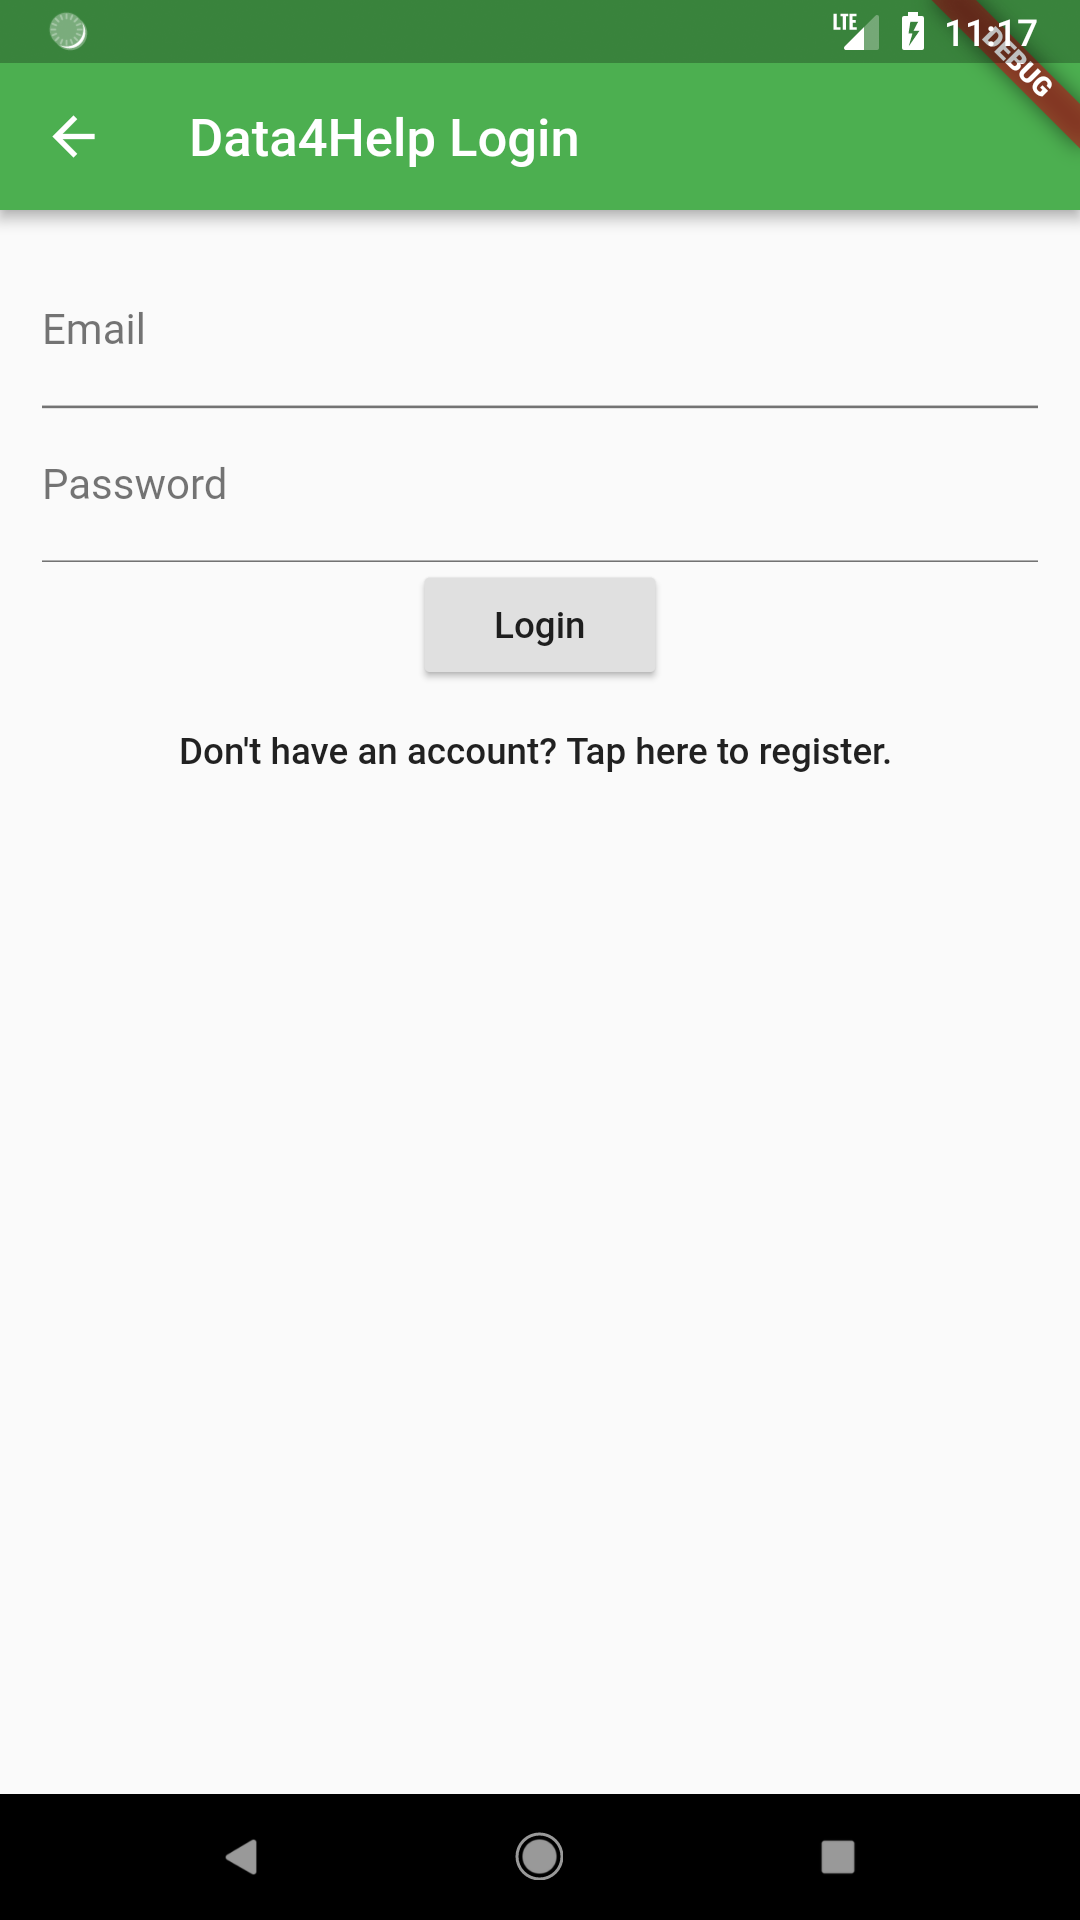 LTE 11:17
DEBUG
Data4Help Login
Email
Password
Login
Don't have an account? Tap here to register.